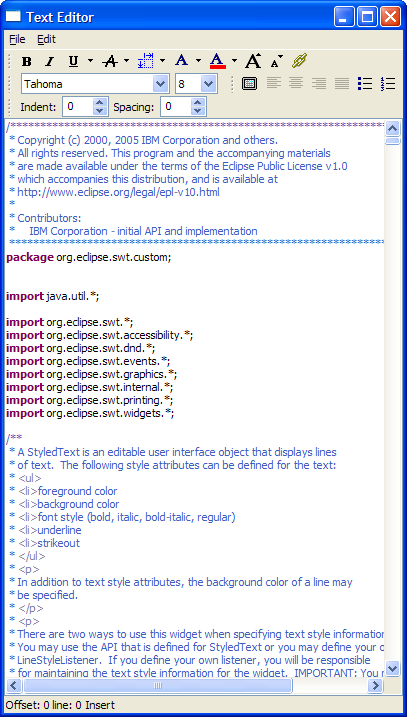 Text Editor
File Edit
B I U A A A A A
Tahoma 8
Indent: 0 Spacing: 0
/*******************************************************************************
* Copyright (c) 2000, 2005 IBM Corporation and others.
* All rights reserved. This program and the accompanying materials
* are made available under the terms of the Eclipse Public License v1.0
* which accompanies this distribution, and is available at
* http://www.eclipse.org/legal/epl-v10.html
*
* Contributors:
*     IBM Corporation - initial API and implementation
*******************************************************************************
package org.eclipse.swt.custom;
import java.util.*;
import org.eclipse.swt.*;
import org.eclipse.swt.accessibility.*;
import org.eclipse.swt.dnd.*;
import org.eclipse.swt.events.*;
import org.eclipse.swt.graphics.*;
import org.eclipse.swt.internal.*;
import org.eclipse.swt.printing.*;
import org.eclipse.swt.widgets.*;
/**
* A StyledText is an editable user interface object that displays lines
* of text.  The following style attributes can be defined for the text:
* <ul>
* <li>foreground color
* <li>background color
* <li>font style (bold, italic, bold-italic, regular)
* <li>underline
* <li>strikeout
* </ul>
* <p>
* In addition to text style attributes, the background color of a line may
* be specified.
* </p>
* <p>
* There are two ways to use this widget when specifying text style information
* You may use the API that is defined for StyledText or you may define your o
* LineStyleListener.  If you define your own listener, you will be responsible
* for maintaining the text style information for the widget.  IMPORTANT: You
Offset: 0 line: 0 Insert